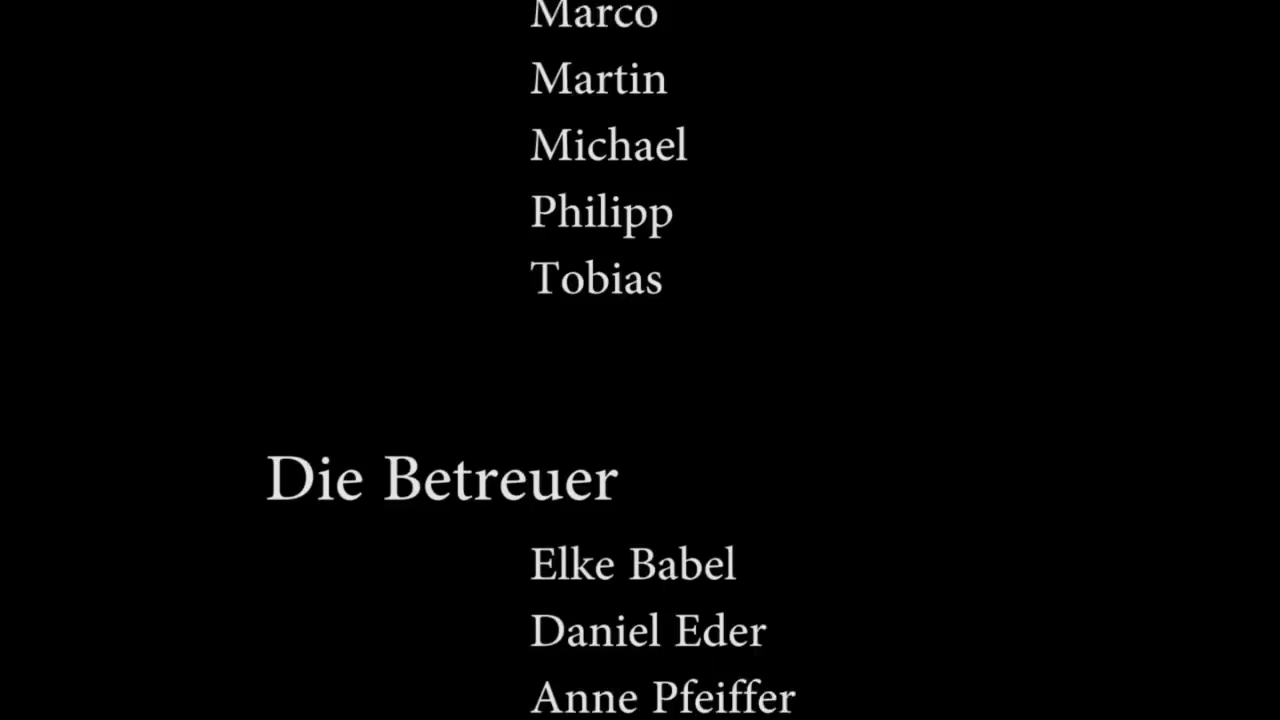 Marco
Martin
Michael
Philipp
Tobias
Die Betreuer
Elke Babel
Daniel Eder
Anne Pfeiffer